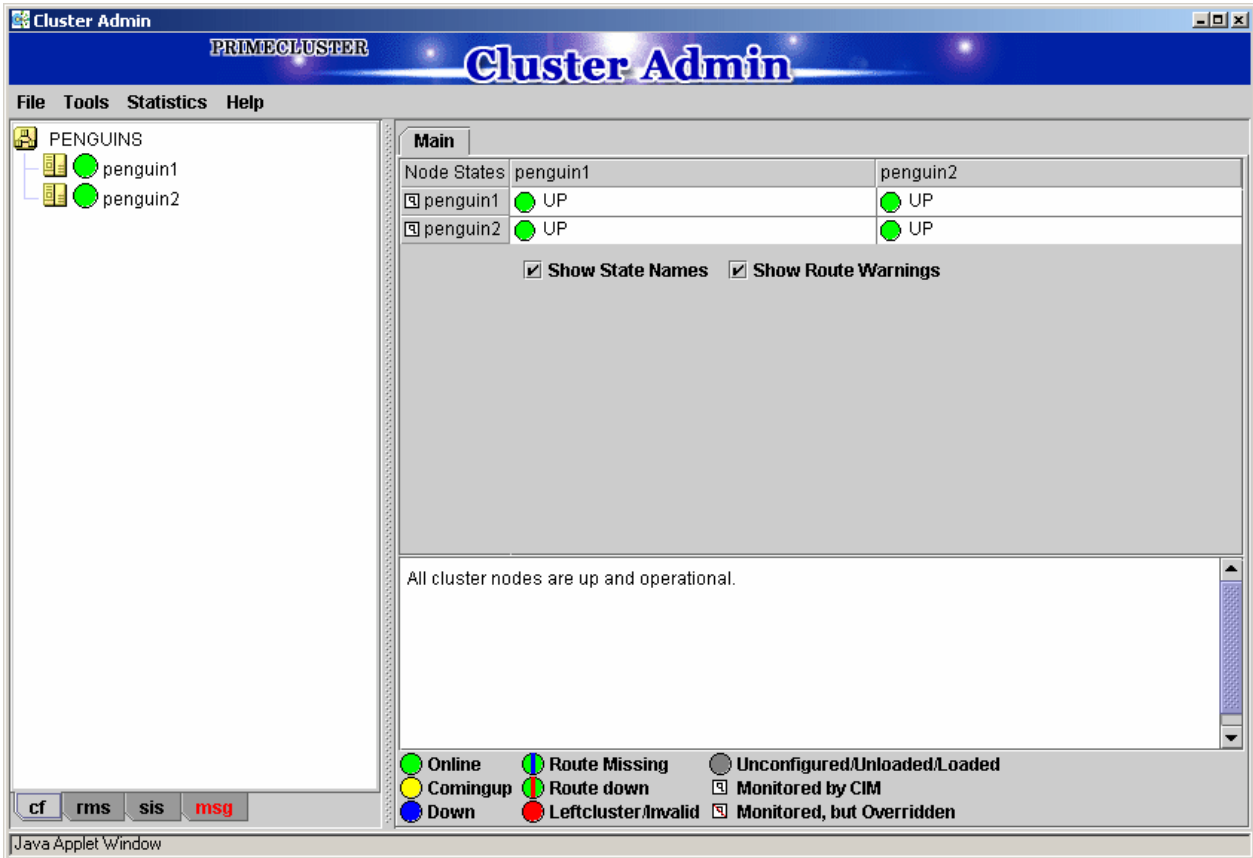 Cluster Admin
PRIMECLUSTER
Cluster Admin
File Tools Statistics Help
PENGUINS
penguin1
penguin2
cf rms sis msg
Main
Node States penguin1 penguin2
penguin1 UP UP
penguin2 UP UP
Show State Names Show Route Warnings
All cluster nodes are up and operational.
Online Route Missing Unconfigured/Unloaded/Loaded
Comingup Route down Monitored by CIM
Down Leftcluster/Invalid Monitored, but Overridden
Java Applet Window